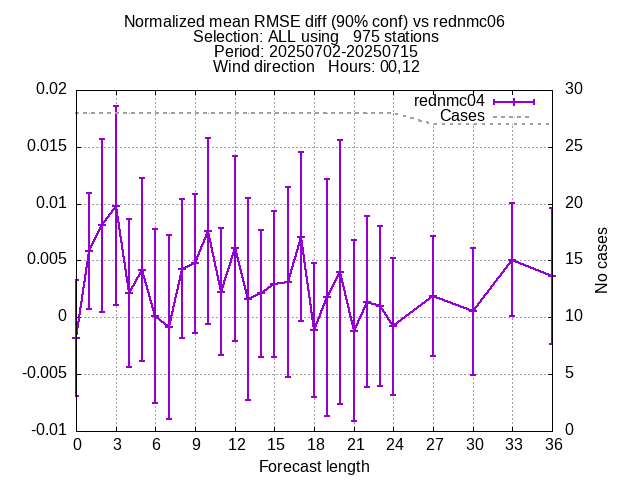 Normalized mean RMSE diff (90% conf) vs rednmc06
Selection: ALL using   975 stations
Period: 20250702-20250715
Wind direction   Hours: 00,12
rednmc04
Cases
0.02
0.015
0.01
0.005
0
-0.005
-0.01
30
25
20
15
10
5
0
No cases
0 3 6 9 12 15 18 21 24 27 30 33 36
Forecast length